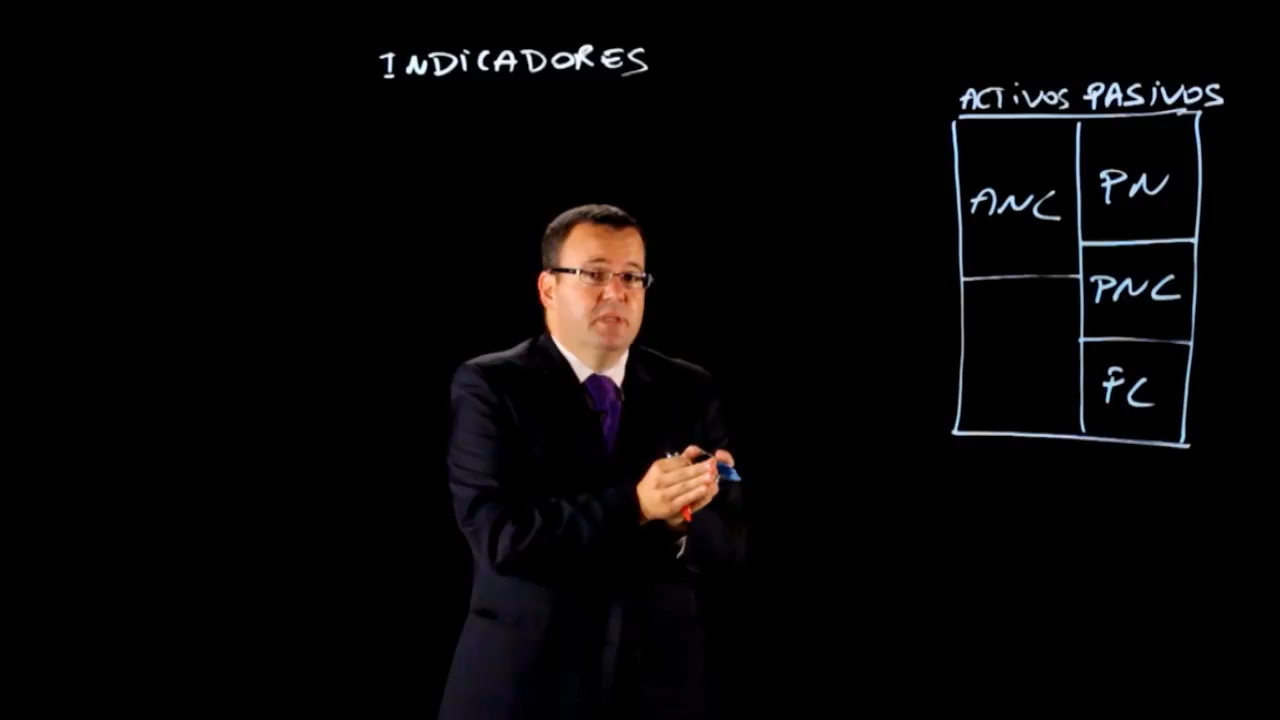 INDICADORES
ACTIVOS PASIVOS
ANC
PN
PNC
PC